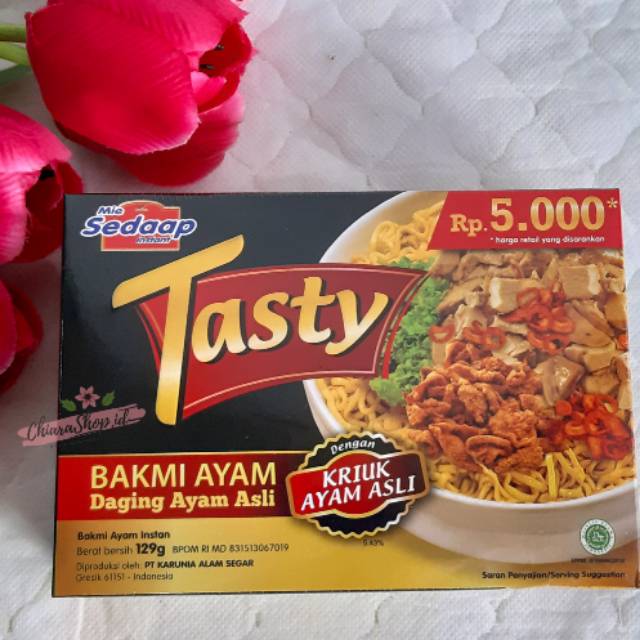 Mie
Sedaap
instant
Rp.5.000*
* harga retail yang disarankan
Tasty
ChiaraShop.id
BAKMI AYAM
Daging Ayam Asli
Dengan
KRIUK
AYAM ASLI
Bakmi Ayam Instan
Berat bersih 129g BPOM RI MD 831513067019
Diproduksi oleh: PT KARUNIA ALAM SEGAR
Gresik 61151 - Indonesia
Saran Penyajian/Serving Suggestion